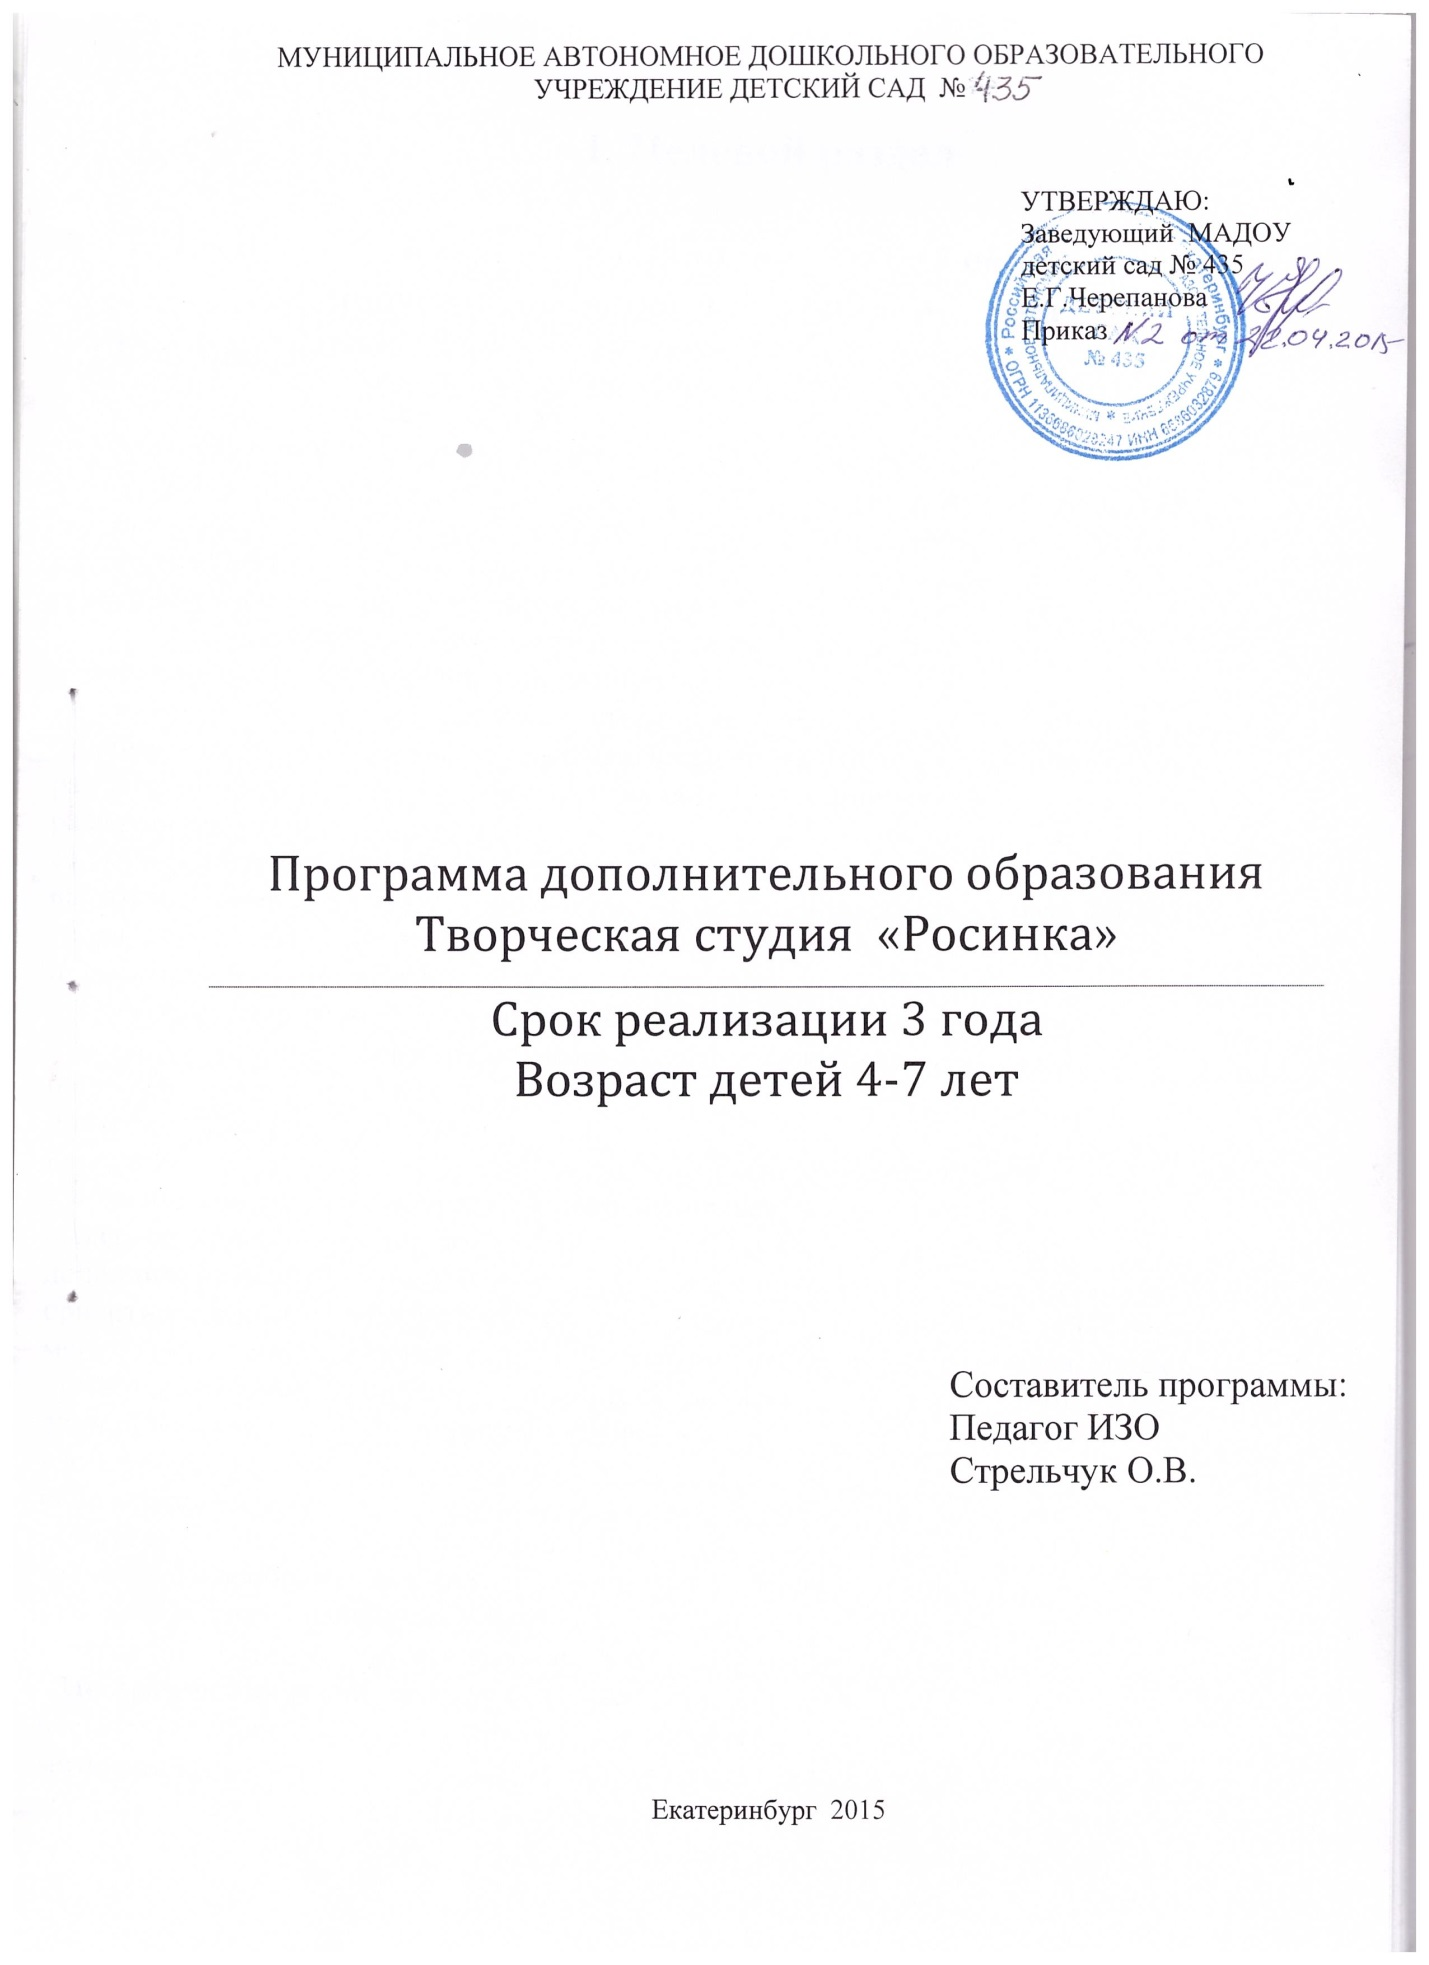 МУНИЦИПАЛЬНОЕ АВТОНОМНОЕ ДОШКОЛЬНОГО ОБРАЗОВАТЕЛЬНОГО
УЧРЕЖДЕНИЕ ДЕТСКИЙ САД № 435
УТВЕРЖДАЮ:
Заведующий МАДОУ
детский сад № 435
Е.Г.Черепанова
Приказ №2 от 22.04.2015
Программа дополнительного образования
Творческая студия «Росинка»
Срок реализации 3 года
Возраст детей 4-7 лет
Составитель программы:
Педагог ИЗО
Стрельчук О.В.
Екатеринбург 2015